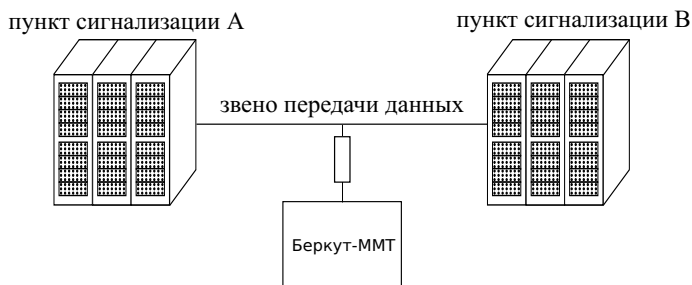 пункт сигнализации A
пункт сигнализации B
звено передачи данных
Беркут-ММТ